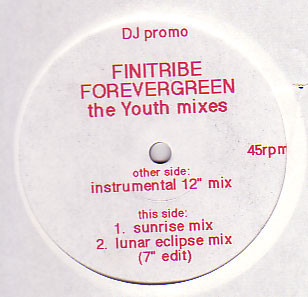 DJ promo
FINITRIBE
FOREVERGREEN
the Youth mixes
45rpm
other side:
instrumental 12" mix
this side:
1. sunrise mix
2. lunar eclipse mix
(7" edit)